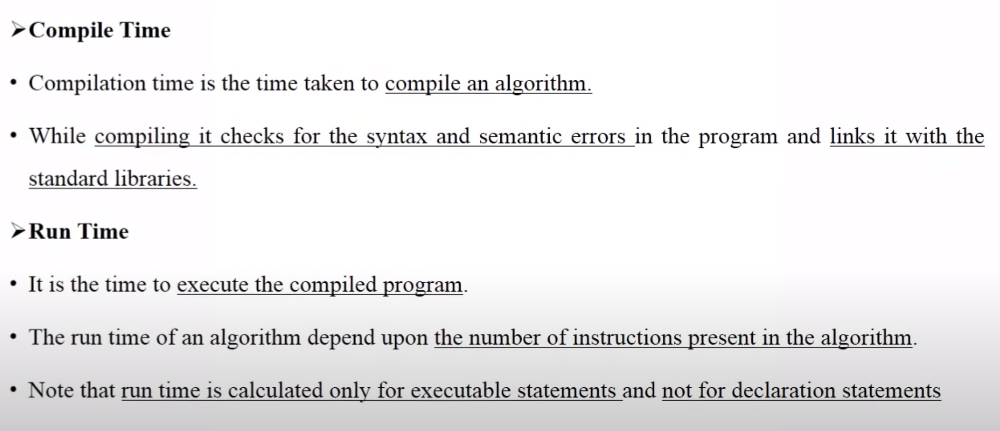 ➤Compile Time
• Compilation time is the time taken to compile an algorithm.
• While compiling it checks for the syntax and semantic errors in the program and links it with the
standard libraries.
➤Run Time
• It is the time to execute the compiled program.
• The run time of an algorithm depend upon the number of instructions present in the algorithm.
• Note that run time is calculated only for executable statements and not for declaration statements